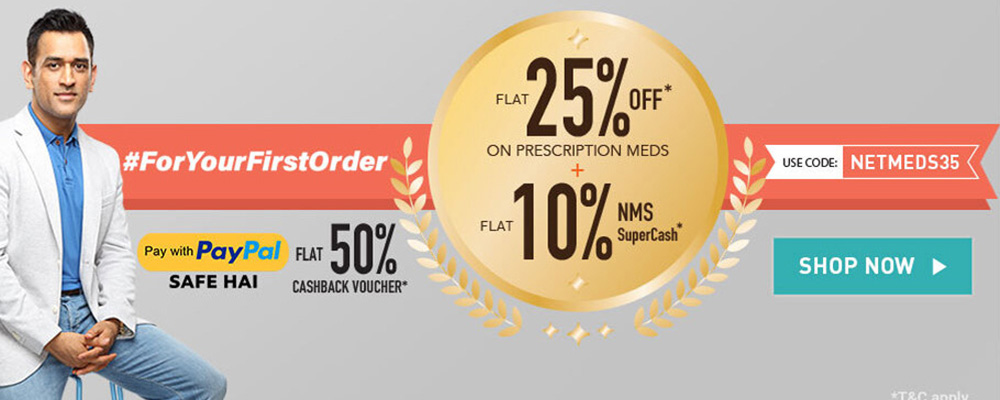 #ForYourFirstOrder
Pay with PayPal
SAFE HAI
FLAT 50%
CASHBACK VOUCHER*
FLAT 25% OFF*
ON PRESCRIPTION MEDS
+
FLAT 10% NMS
SuperCash*
USE CODE: NETMEDS35
SHOP NOW
*T&C apply